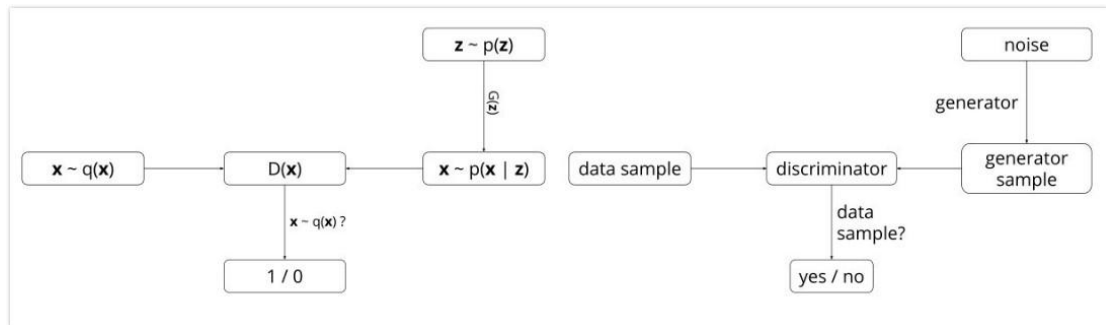 z ~ p(z)
G(z)
x ~ q(x)
D(x)
x ~ p(x | z)
x ~ q(x) ?
1 / 0
noise
generator
data sample
discriminator
generator
sample
data
sample?
yes / no